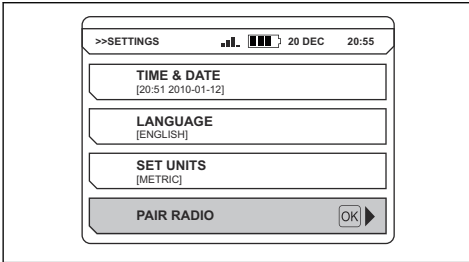 >>SETTINGS 20 DEC 20:55
TIME & DATE
[20:51 2010-01-12]
LANGUAGE
[ENGLISH]
SET UNITS
[METRIC]
PAIR RADIO OK